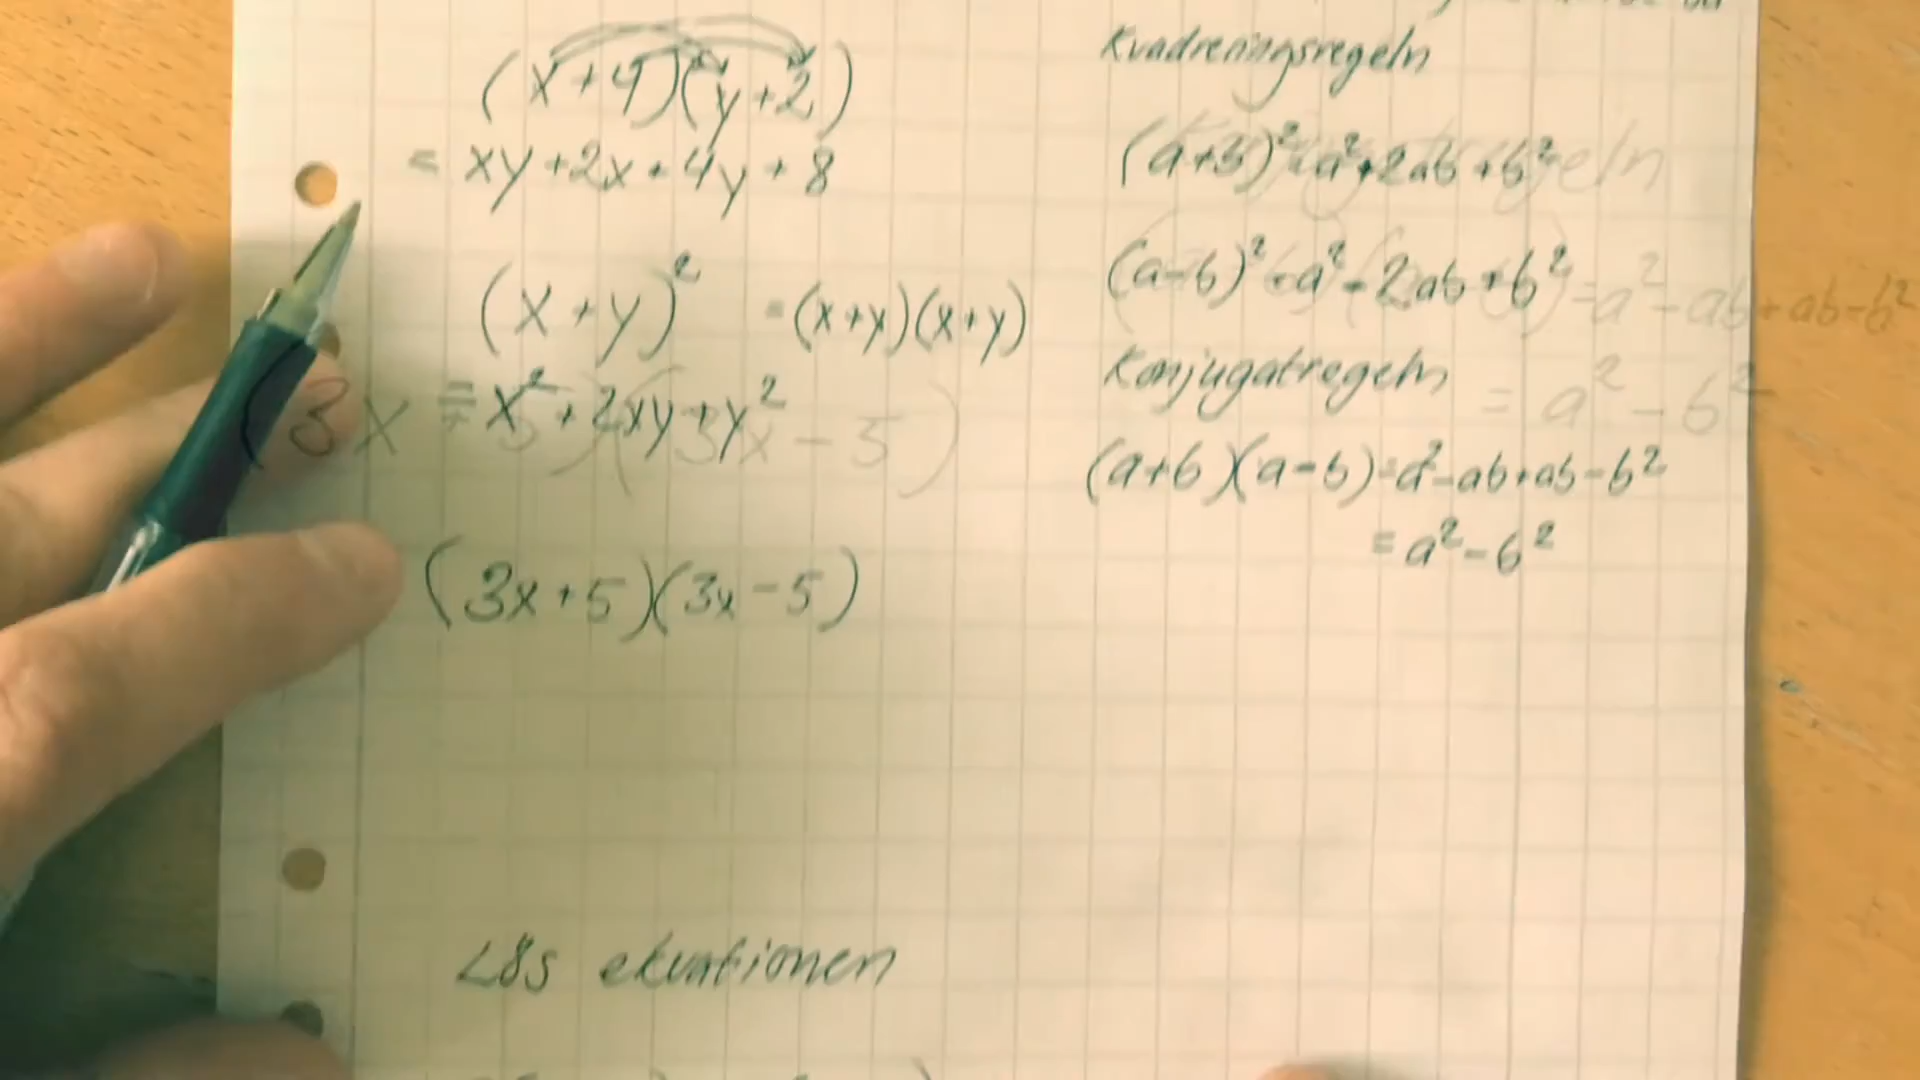 (x+4)(y+2)
= xy+2x+4y+8
(x+y)² = (x+y)(x+y)
= x²+2xy+y²
(3x+5)(3x-5)
Lös ekvationen
Kvadreringsregeln
(a+b)² = a²+2ab+b²
(a-b)² = a²-2ab+b²
Konjugatregeln
(a+b)(a-b) = a²-ab+ab-b²
= a²-b²